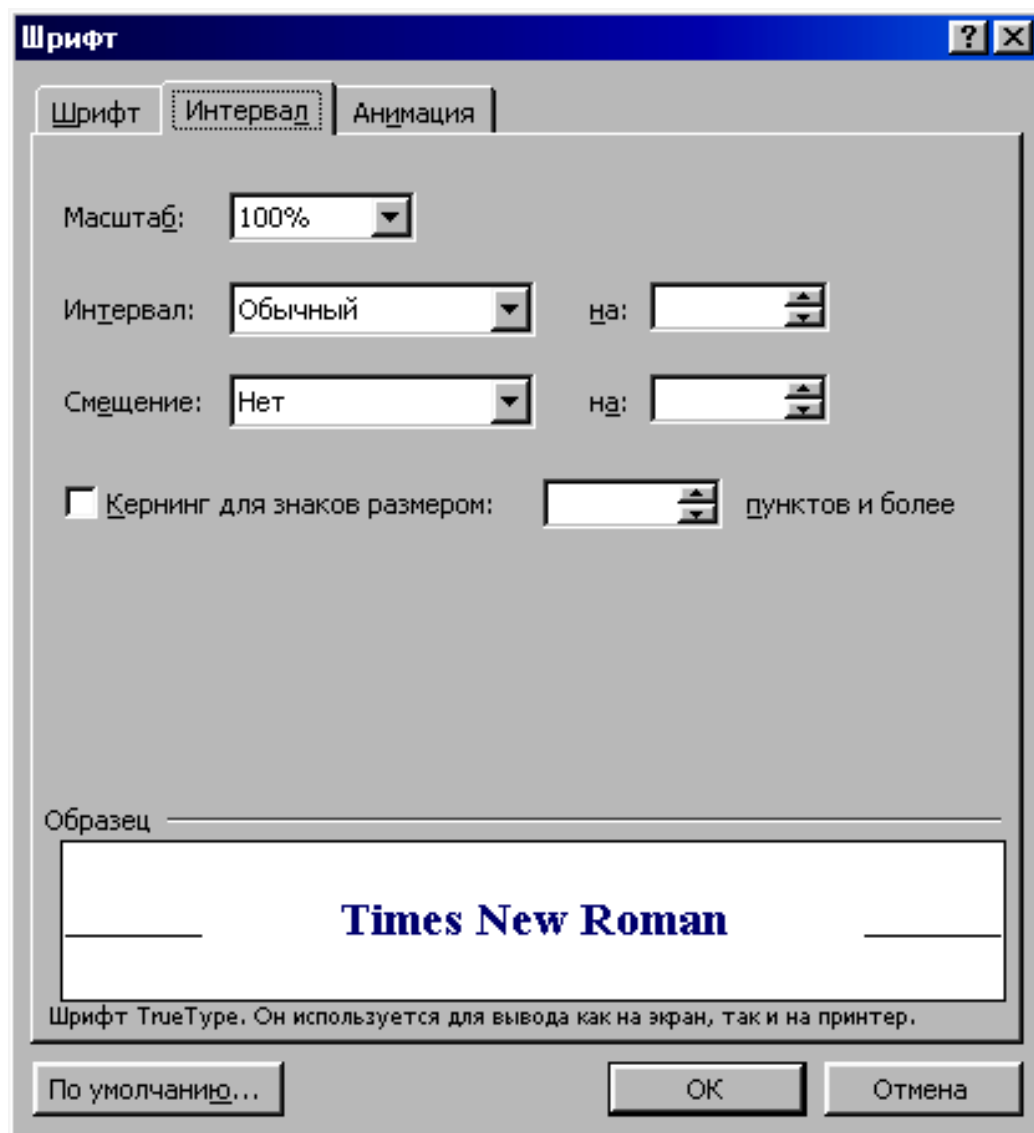 Шрифт
Шрифт Интервал Анимация
Масштаб: 100%
Интервал: Обычный на:
Смещение: Нет на:
Кернинг для знаков размером: пунктов и более
Образец
Times New Roman
Шрифт TrueType. Он используется для вывода как на экран, так и на принтер.
По умолчанию... ОК Отмена